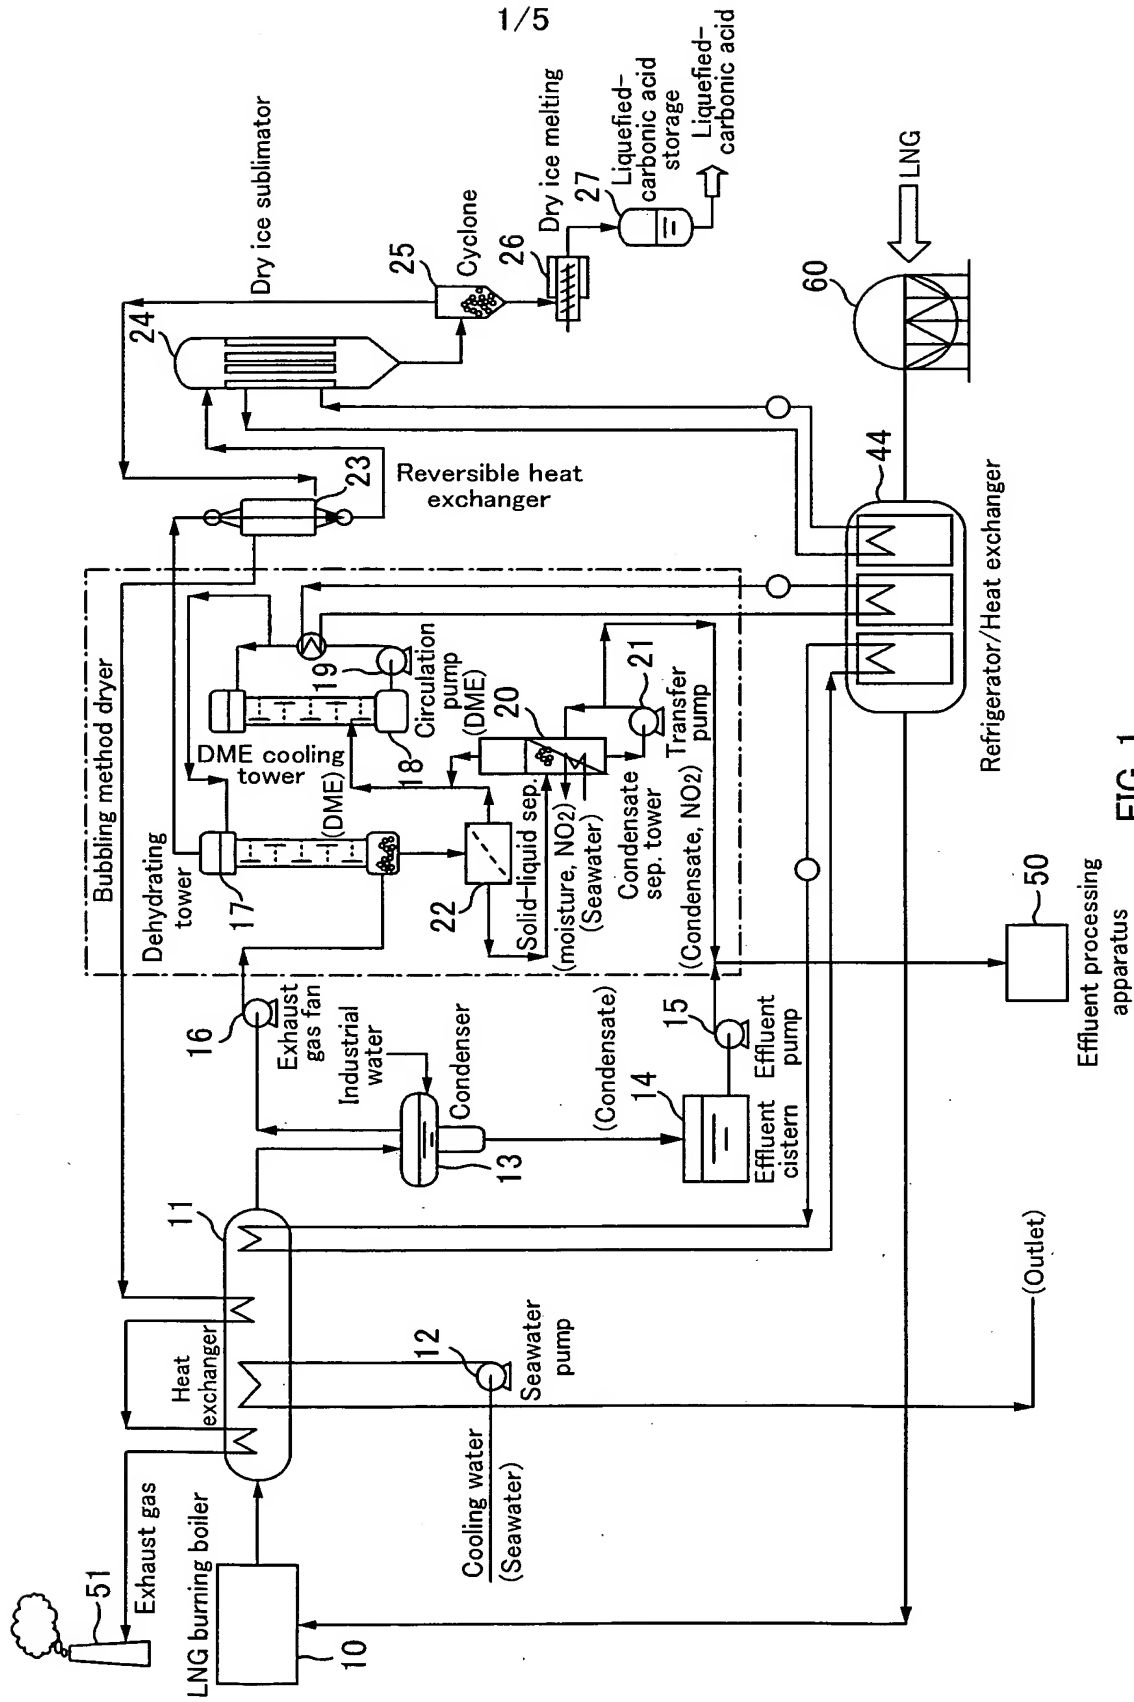 1/5
Dry ice sublimator
24
25
Cyclone
Dry ice melting
26
27
Liquefied-
carbonic acid
storage
Liquefied-
carbonic acid
LNG
60
23
Reversible heat
exchanger
44
Refrigerator/Heat exchanger
Bubbling method dryer
Dehydrating
tower
17
DME cooling
tower
(DME)
18
19
Circulation
pump
(DME)
20
21
Transfer
pump
22
Solid-liquid sep.
(moisture, NO2)
(Seawater)
Condensate
sep. tower
(Condensate, NO2)
16
Exhaust
gas fan
Industrial
water
Condenser
13
(Condensate)
14
Effluent
cistern
15
Effluent
pump
50
Effluent processing
apparatus
11
Heat
exchanger
12
Seawater
pump
Cooling water
(Seawater)
(Outlet)
Exhaust gas
51
LNG burning boiler
10
FIG. 1